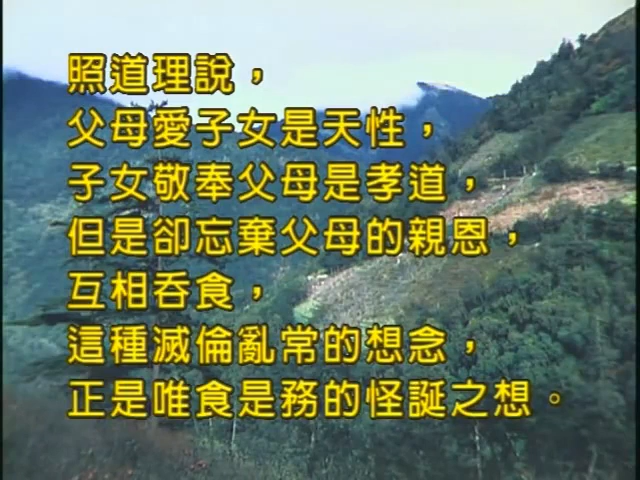 照道理說，
父母愛子女是天性，
子女敬奉父母是孝道，
但是卻忘棄父母的親恩，
互相吞食，
這種滅倫亂常的想念，
正是唯食是務的怪誕之想。